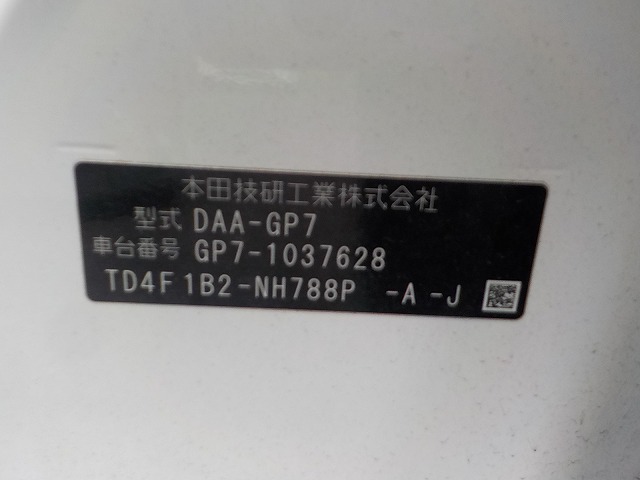 本田技研工業株式会社
型式 DAA-GP7
車台番号 GP7-1037628
TD4F 1B2-NH788P -A -J